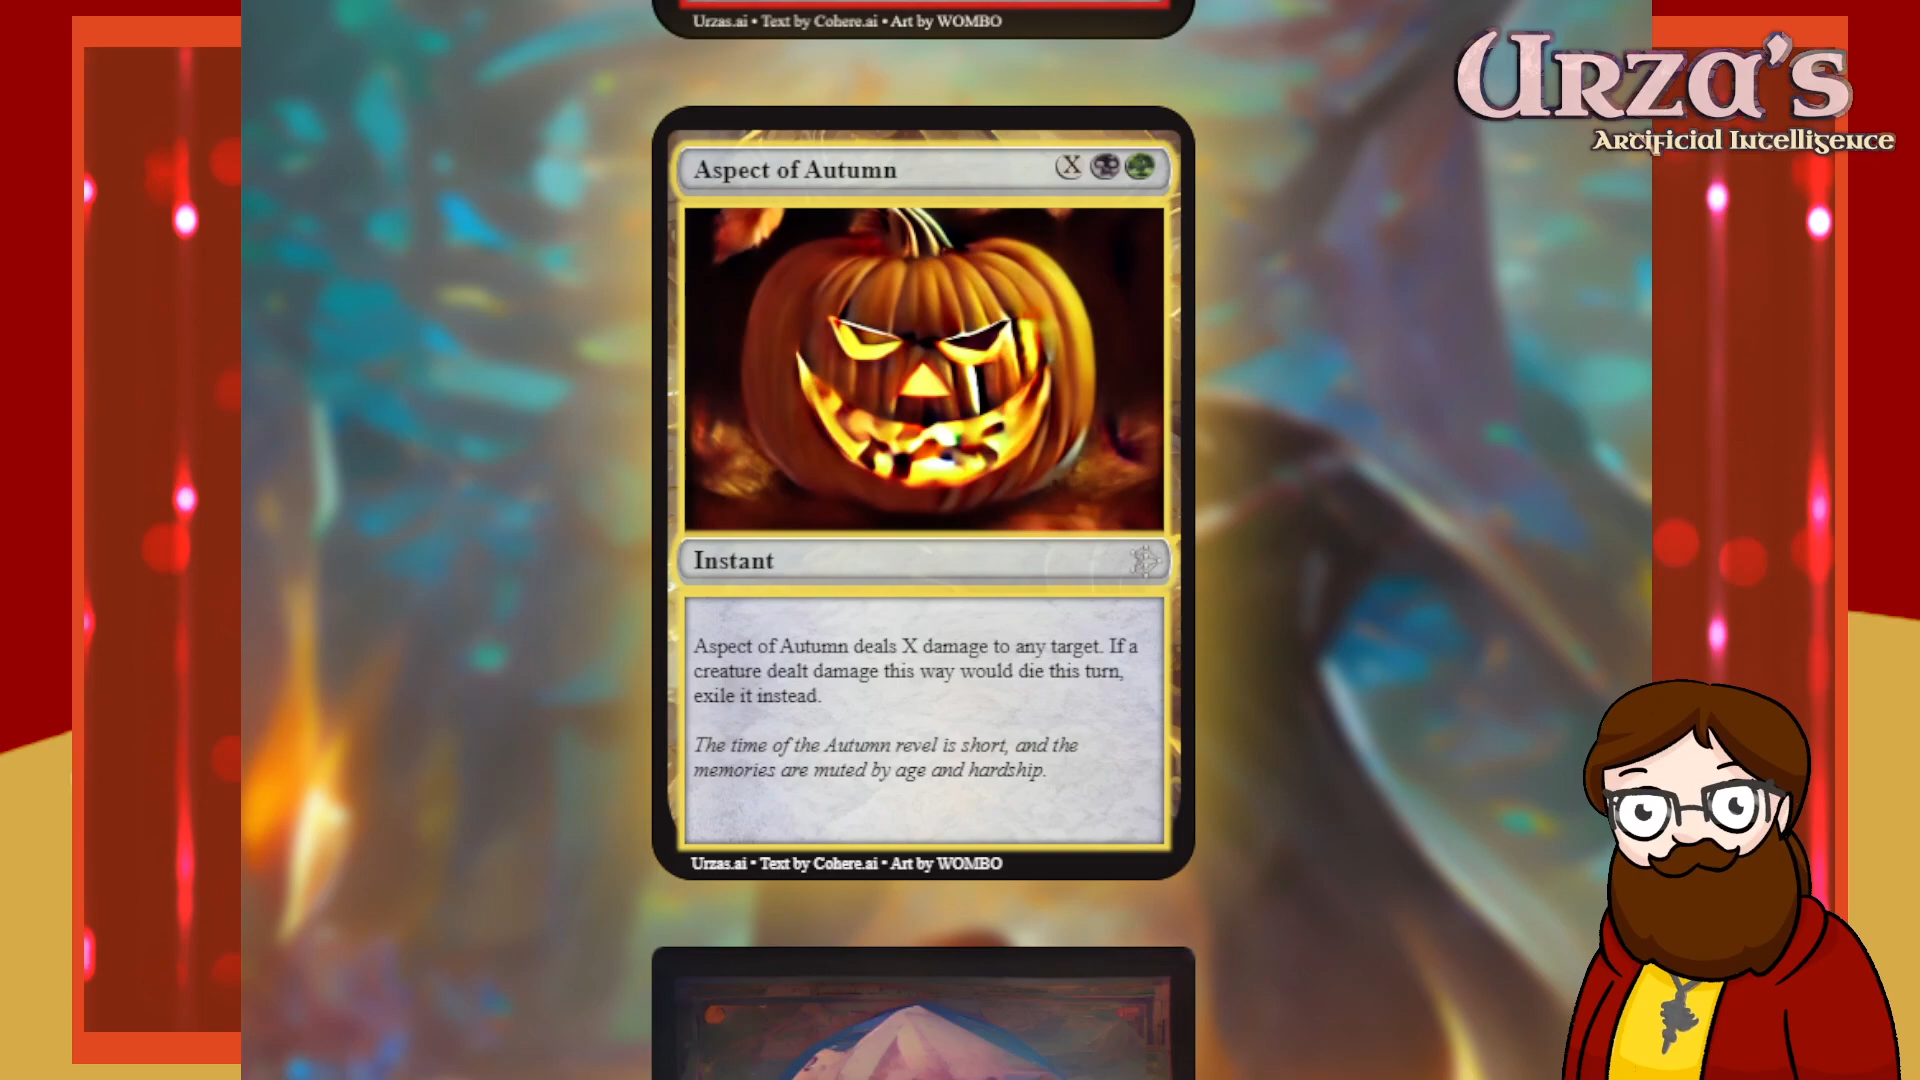 Urzas.ai • Text by Cohere.ai • Art by WOMBO
Urza's
Artificial Intelligence
Aspect of Autumn X
Instant
Aspect of Autumn deals X damage to any target. If a
creature dealt damage this way would die this turn,
exile it instead.
The time of the Autumn revel is short, and the
memories are muted by age and hardship.
Urzas.ai • Text by Cohere.ai • Art by WOMBO